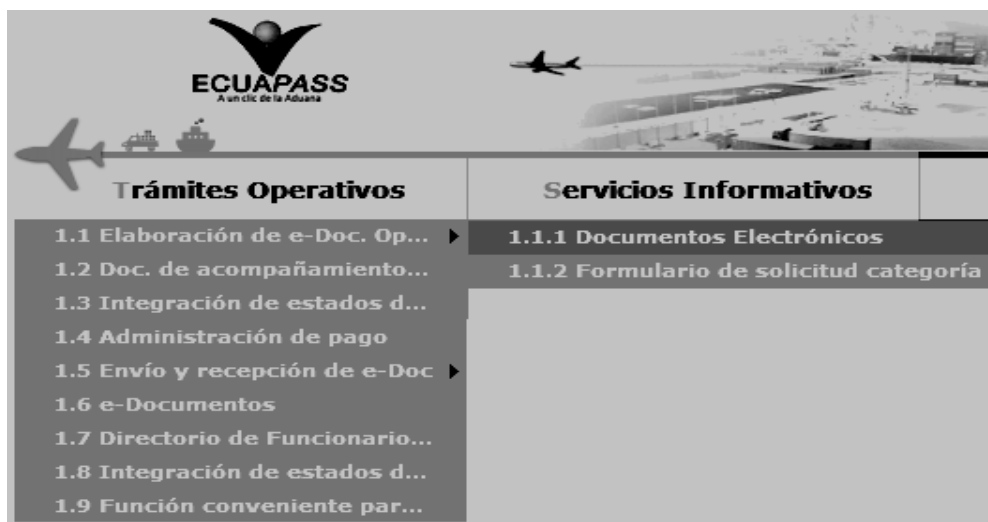 ECUAPASS
A un clic de la Aduana
Trámites Operativos
Servicios Informativos
1.1 Elaboración de e-Doc. Op...
1.1.1 Documentos Electrónicos
1.2 Doc. de acompañamiento...
1.1.2 Formulario de solicitud categoría
1.3 Integración de estados d...
1.4 Administración de pago
1.5 Envío y recepción de e-Doc
1.6 e-Documentos
1.7 Directorio de Funcionario...
1.8 Integración de estados d...
1.9 Función conveniente par...